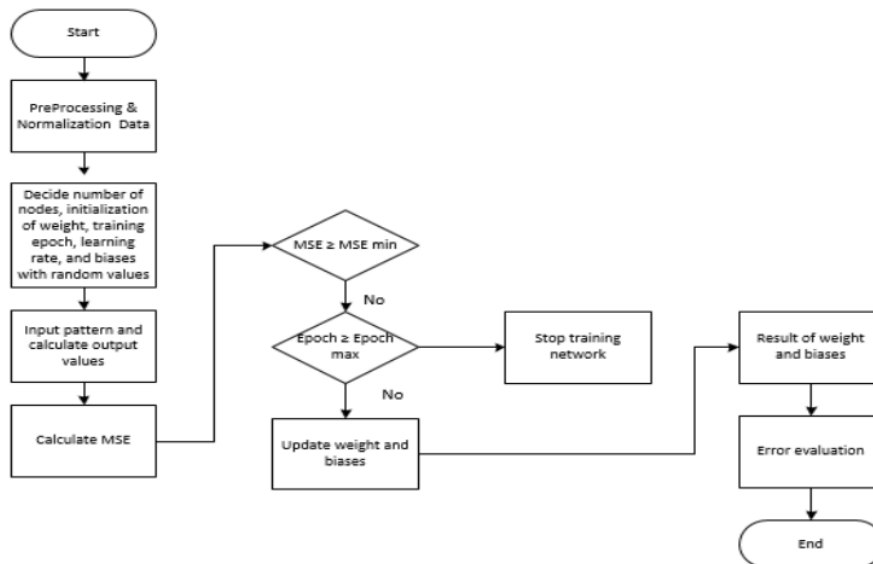 Start
PreProcessing &
Normalization Data
Decide number of
nodes, initialization
of weight, training
epoch, learning
rate, and biases
with random values
Input pattern and
calculate output
values
Calculate MSE
MSE ≥ MSE min
No
Epoch ≥ Epoch
max
No
Update weight and
biases
Stop training
network
Result of weight
and biases
Error evaluation
End